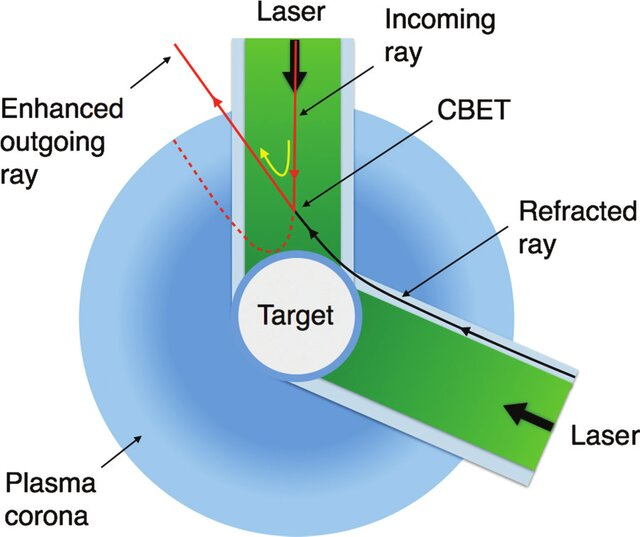 Laser
Incoming
ray
CBET
Enhanced
outgoing
ray
Refracted
ray
Target
Laser
Plasma
corona